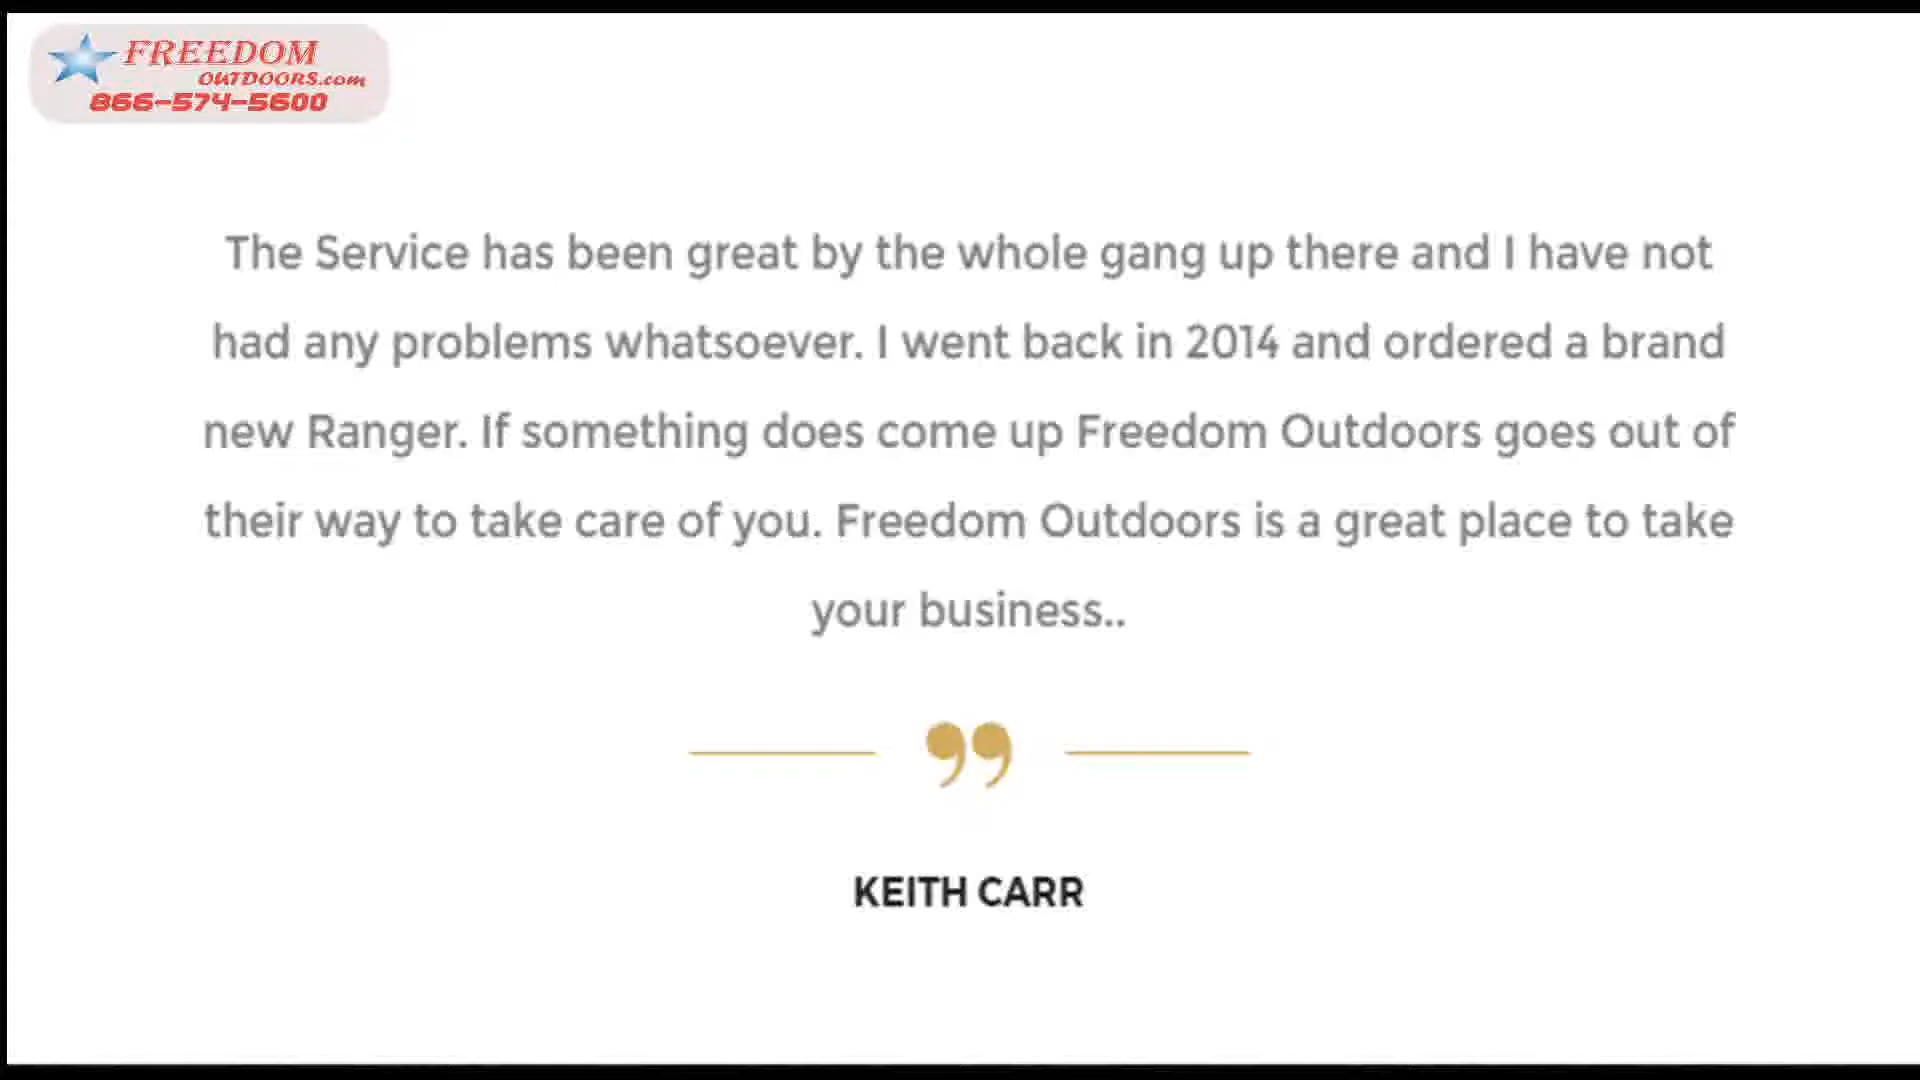 FREEDOM
OUTDOORS.com
866-574-5600
The Service has been great by the whole gang up there and I have not
had any problems whatsoever. I went back in 2014 and ordered a brand
new Ranger. If something does come up Freedom Outdoors goes out of
their way to take care of you. Freedom Outdoors is a great place to take
your business..
”
KEITH CARR